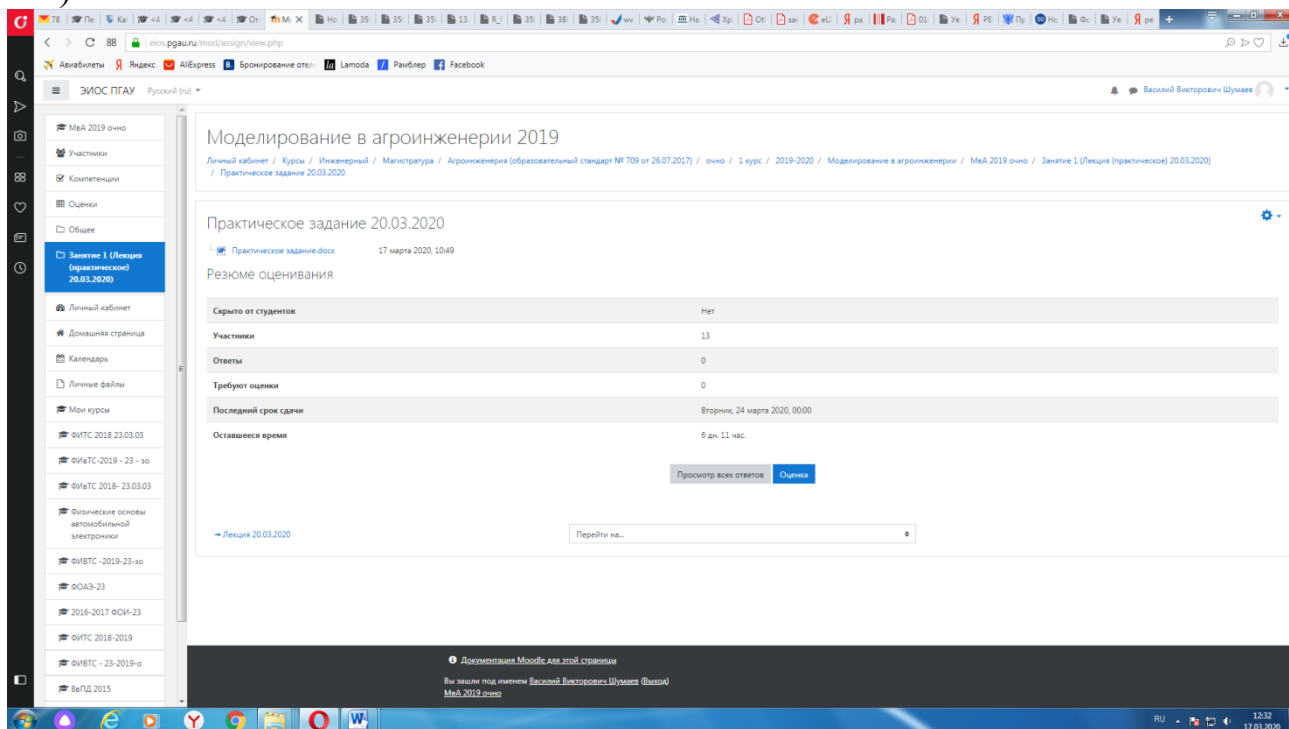 eios.pgau.ru/mod/assign/view.php
Авиабилеты Яндекс AliExpress Бронирование отел Lamoda Рамблер Facebook
ЭИОС ПГАУ Русский (ru)
Василий Викторович Шумаев
МвА 2019 очно
Участники
Компетенции
Оценки
Общее
Занятие 1 (Лекция
(практическое)
20.03.2020)
Личный кабинет
Домашняя страница
Календарь
Личные файлы
Мои курсы
ФИТС 2018 23.03.03
ФИвТС-2019 - 23 - зо
ФИвТС 2018- 23.03.03
Физические основы
автомобильной
электроники
ФИВТС -2019-23-зо
ФОАЭ-23
2016-2017 ФОИ-23
ФИТС 2018-2019
ФИВТС - 23-2019-о
ВеПД 2015
Моделирование в агроинженерии 2019
Личный кабинет / Курсы / Инженерный / Магистратура / Агроинженерия (образовательный стандарт № 709 от 26.07.2017) / очно / 1 курс / 2019-2020 / Моделирование в агроинженерии / МвА 2019 очно / Занятие 1 (Лекция (практическое) 20.03.2020)
/ Практическое задание 20.03.2020
Практическое задание 20.03.2020
Практическое задание.docx 17 марта 2020, 10:49
Резюме оценивания
Скрыто от студентов Нет
Участники 13
Ответы 0
Требуют оценки 0
Последний срок сдачи Вторник, 24 марта 2020, 00:00
Оставшееся время 6 дн. 11 час.
Просмотр всех ответов Оценка
→ Лекция 20.03.2020 Перейти на...
Документация Moodle для этой страницы
Вы зашли под именем Василий Викторович Шумаев (Выход)
МвА 2019 очно
RU 12:32
17.03.2020